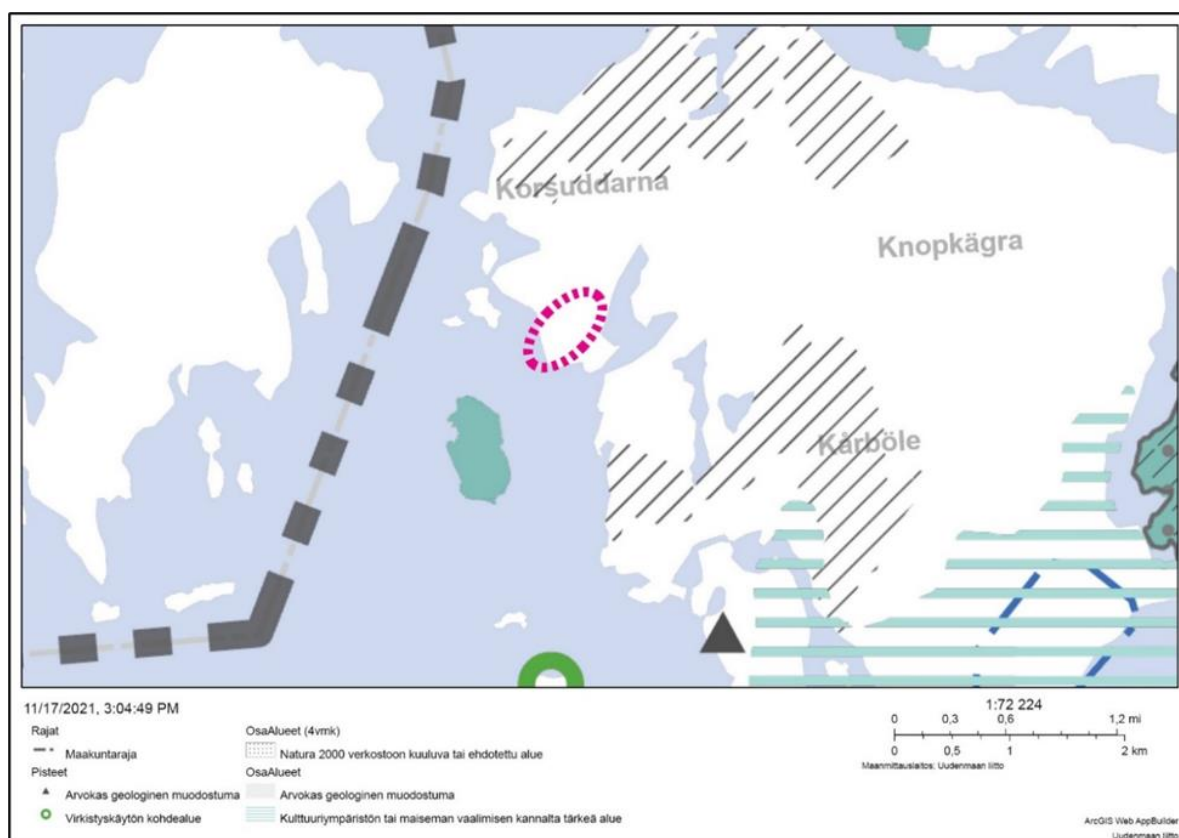 Korsuddarna
Knopkägra
Kårböle
11/17/2021, 3:04:49 PM
Rajat
Maakuntaraja
Pisteet
Arvokas geologinen muodostuma
Virkistyskäytön kohdealue
OsaAlueet (4vmk)
Natura 2000 verkostoon kuuluva tai ehdotettu alue
OsaAlueet
Arvokas geologinen muodostuma
Kulttuuriympäristön tai maiseman vaalimisen kannalta tärkeä alue
1:72 224
0 0,3 0,6 1,2 mi
0 0,5 1 2 km
Maanmittauslaitos; Uudenmaan liitto
ArcGIS Web AppBuilder
Uudenmaan liitto